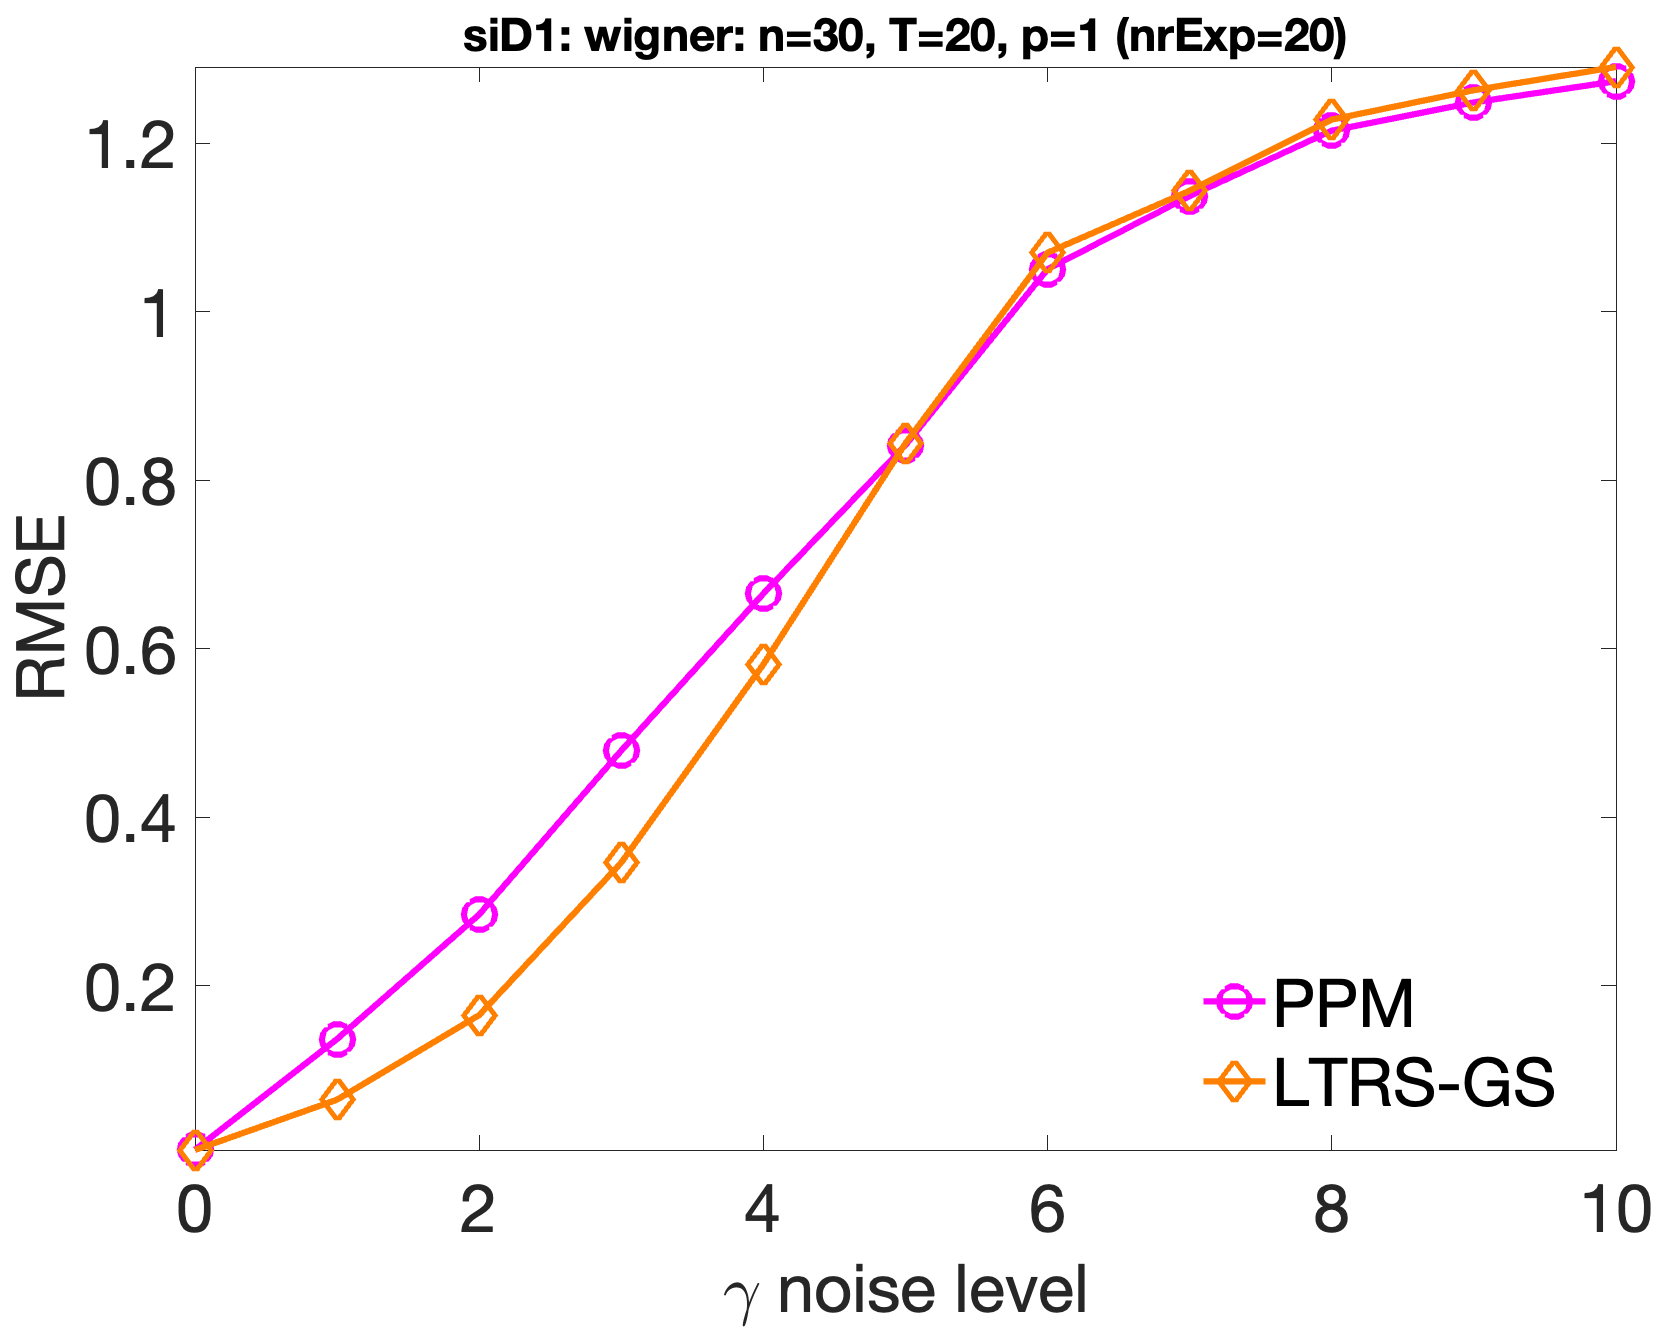 siD1: wigner: n=30, T=20, p=1 (nrExp=20)
1.2
1
0.8
0.6
0.4
0.2
RMSE
PPM
LTRS-GS
0 2 4 6 8 10
γ noise level